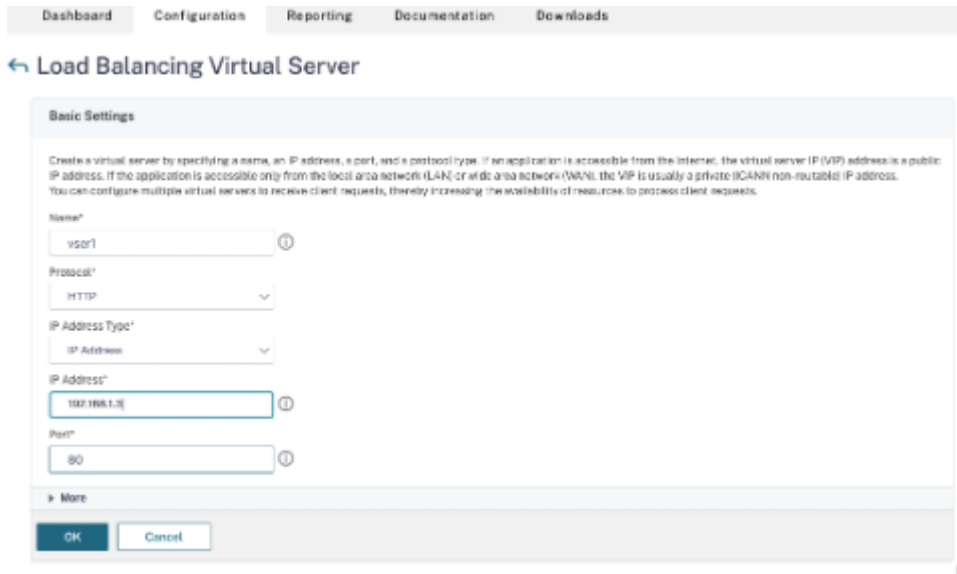 Dashboard Configuration Reporting Documentation Downloads
Load Balancing Virtual Server
Basic Settings
Create a virtual server by specifying a name, an IP address, a port, and a protocol type. If an application is accessible from the internet, the virtual server IP (VIP) address is a public
IP address. If the application is accessible only from the local area network (LAN) or wide area network (WAN), the VIP is usually a private (ICANN non-routable) IP address.
You can configure multiple virtual servers to receive client requests, thereby increasing the availability of resources to process client requests.
Name*
vser1
Protocol*
HTTP
IP Address Type*
IP Address
IP Address*
192.168.1.3
Port*
80
More
OK Cancel